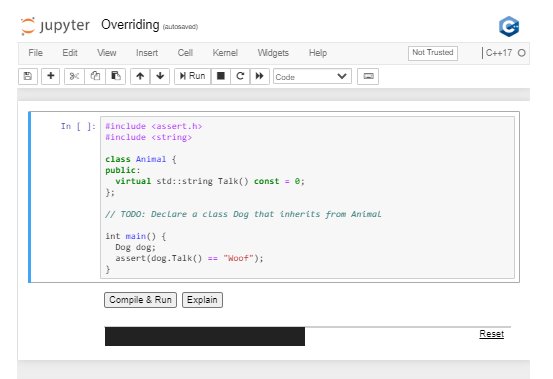 jupyter Overriding (autosaved)
File Edit View Insert Cell Kernel Widgets Help Not Trusted C++17
Run Code
In [ ]: #include <assert.h>
#include <string>
class Animal {
public:
  virtual std::string Talk() const = 0;
};
// TODO: Declare a class Dog that inherits from Animal
int main() {
  Dog dog;
  assert(dog.Talk() == "Woof");
}
Compile & Run Explain
Reset